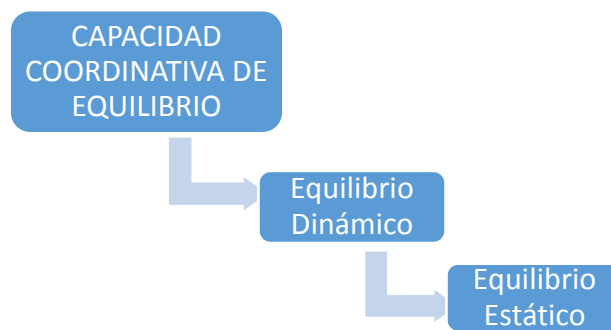 CAPACIDAD
COORDINATIVA DE
EQUILIBRIO
Equilibrio
Dinámico
Equilibrio
Estático